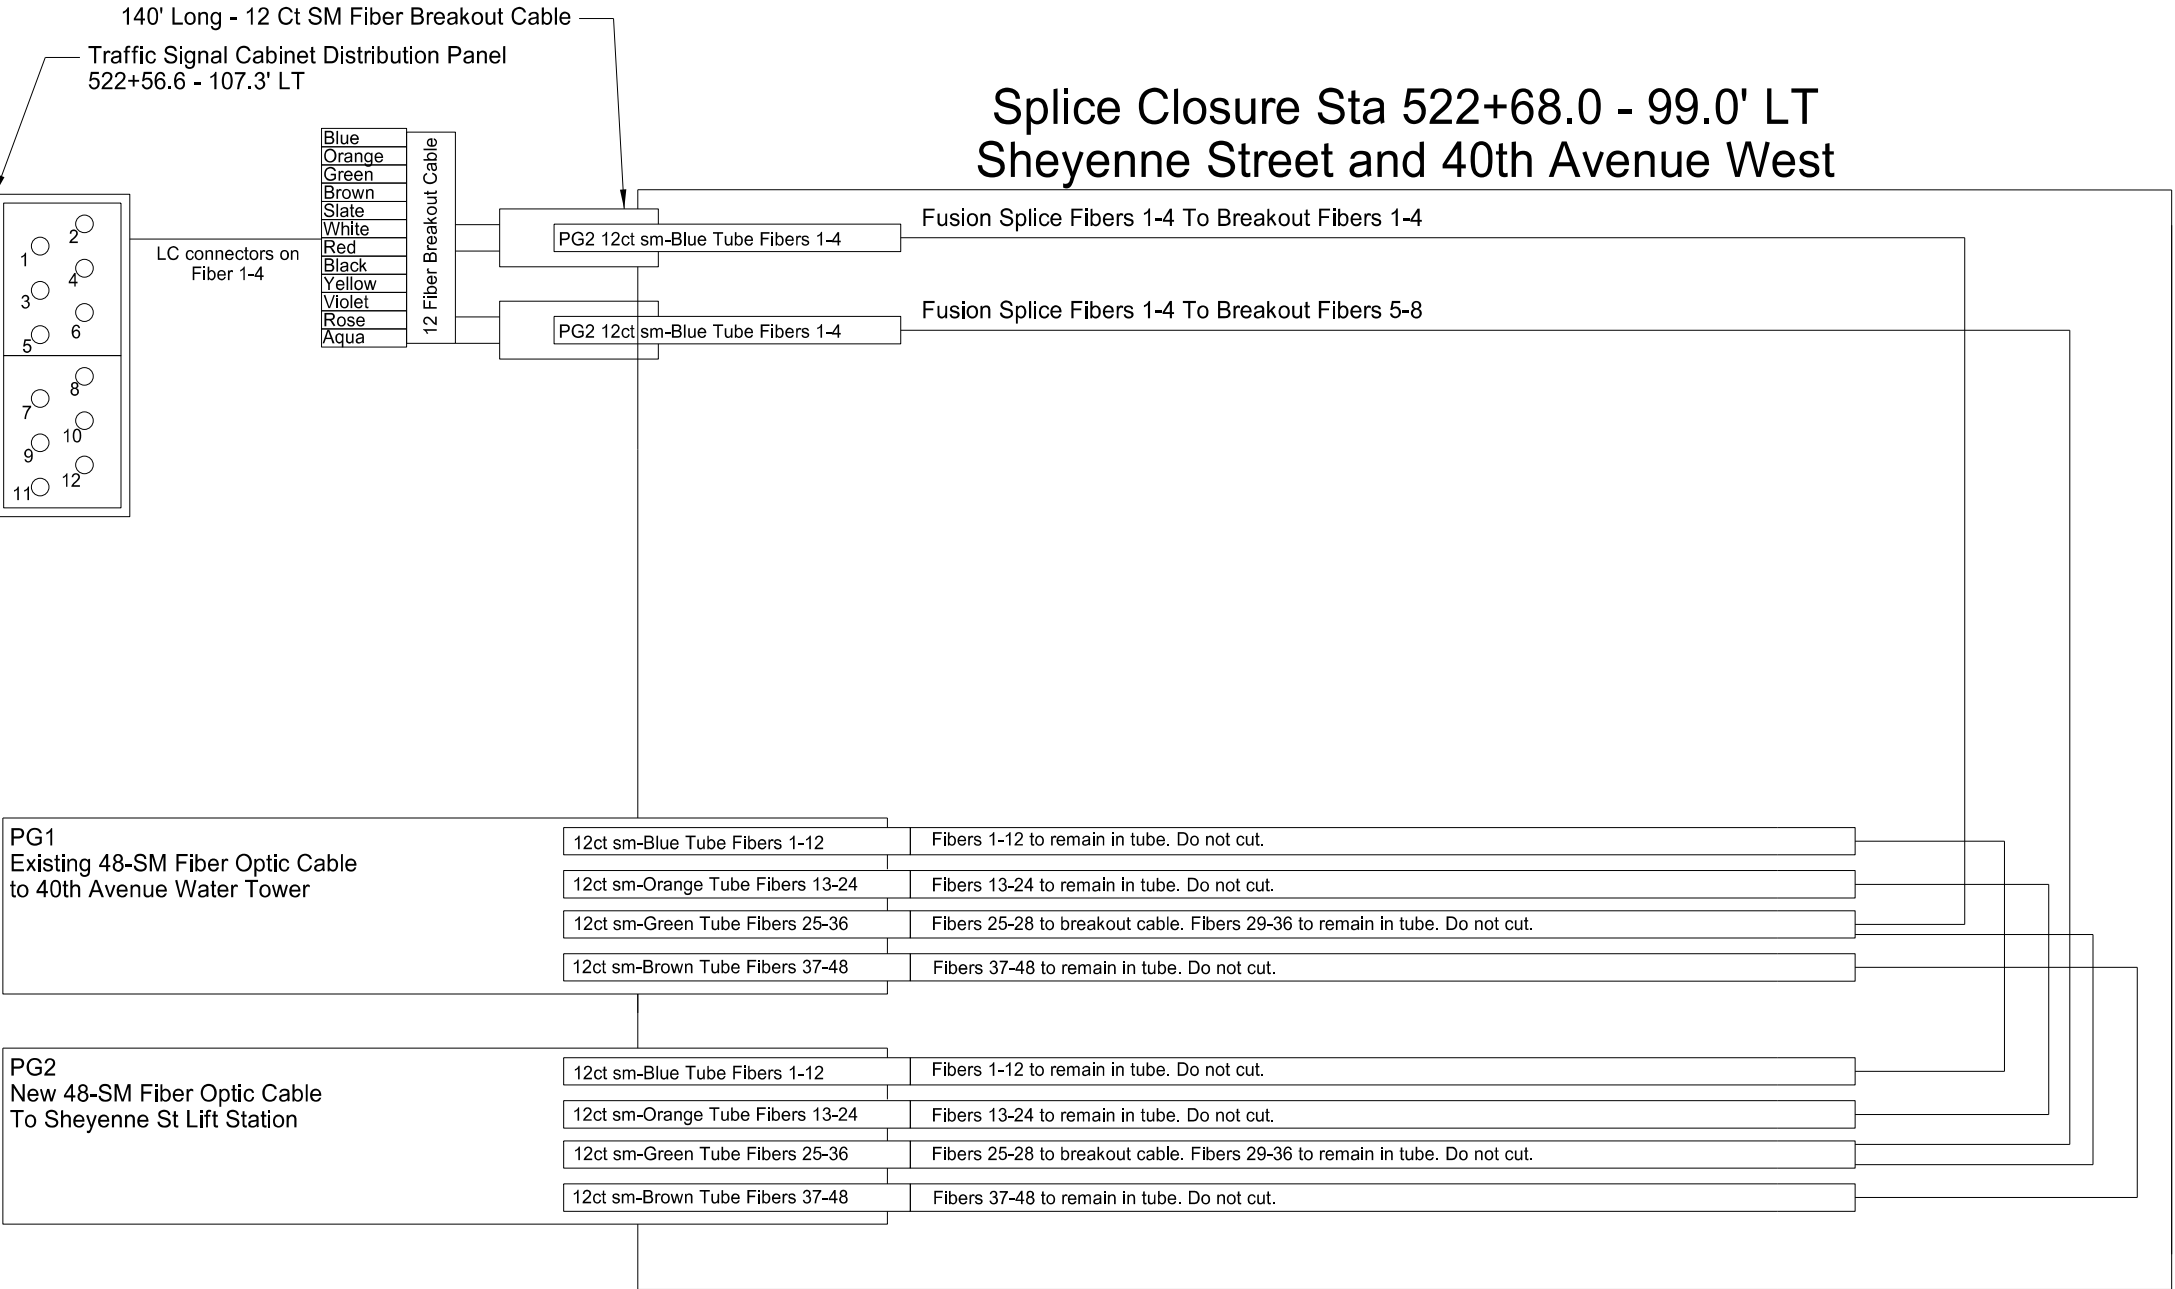 140' Long - 12 Ct SM Fiber Breakout Cable
Traffic Signal Cabinet Distribution Panel
522+56.6 - 107.3' LT
Splice Closure Sta 522+68.0 - 99.0' LT
Sheyenne Street and 40th Avenue West
1
2
3
4
5
6
7
8
9
10
11
12
LC connectors on
Fiber 1-4
Blue
Orange
Green
Brown
Slate
White
Red
Black
Yellow
Violet
Rose
Aqua
12 Fiber Breakout Cable
PG2 12ct sm-Blue Tube Fibers 1-4
Fusion Splice Fibers 1-4 To Breakout Fibers 1-4
PG2 12ct sm-Blue Tube Fibers 1-4
Fusion Splice Fibers 1-4 To Breakout Fibers 5-8
PG1
Existing 48-SM Fiber Optic Cable
to 40th Avenue Water Tower
12ct sm-Blue Tube Fibers 1-12
Fibers 1-12 to remain in tube. Do not cut.
12ct sm-Orange Tube Fibers 13-24
Fibers 13-24 to remain in tube. Do not cut.
12ct sm-Green Tube Fibers 25-36
Fibers 25-28 to breakout cable. Fibers 29-36 to remain in tube. Do not cut.
12ct sm-Brown Tube Fibers 37-48
Fibers 37-48 to remain in tube. Do not cut.
PG2
New 48-SM Fiber Optic Cable
To Sheyenne St Lift Station
12ct sm-Blue Tube Fibers 1-12
Fibers 1-12 to remain in tube. Do not cut.
12ct sm-Orange Tube Fibers 13-24
Fibers 13-24 to remain in tube. Do not cut.
12ct sm-Green Tube Fibers 25-36
Fibers 25-28 to breakout cable. Fibers 29-36 to remain in tube. Do not cut.
12ct sm-Brown Tube Fibers 37-48
Fibers 37-48 to remain in tube. Do not cut.